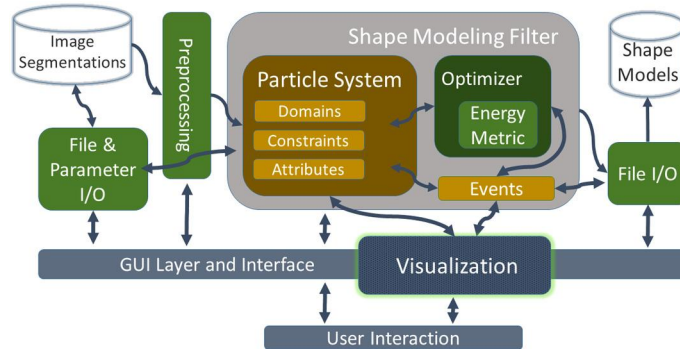 Image
Segmentations
Preprocessing
Shape Modeling Filter
Shape
Models
Particle System
Domains
Constraints
Attributes
Optimizer
Energy
Metric
Events
File &
Parameter
I/O
File I/O
GUI Layer and Interface
Visualization
User Interaction